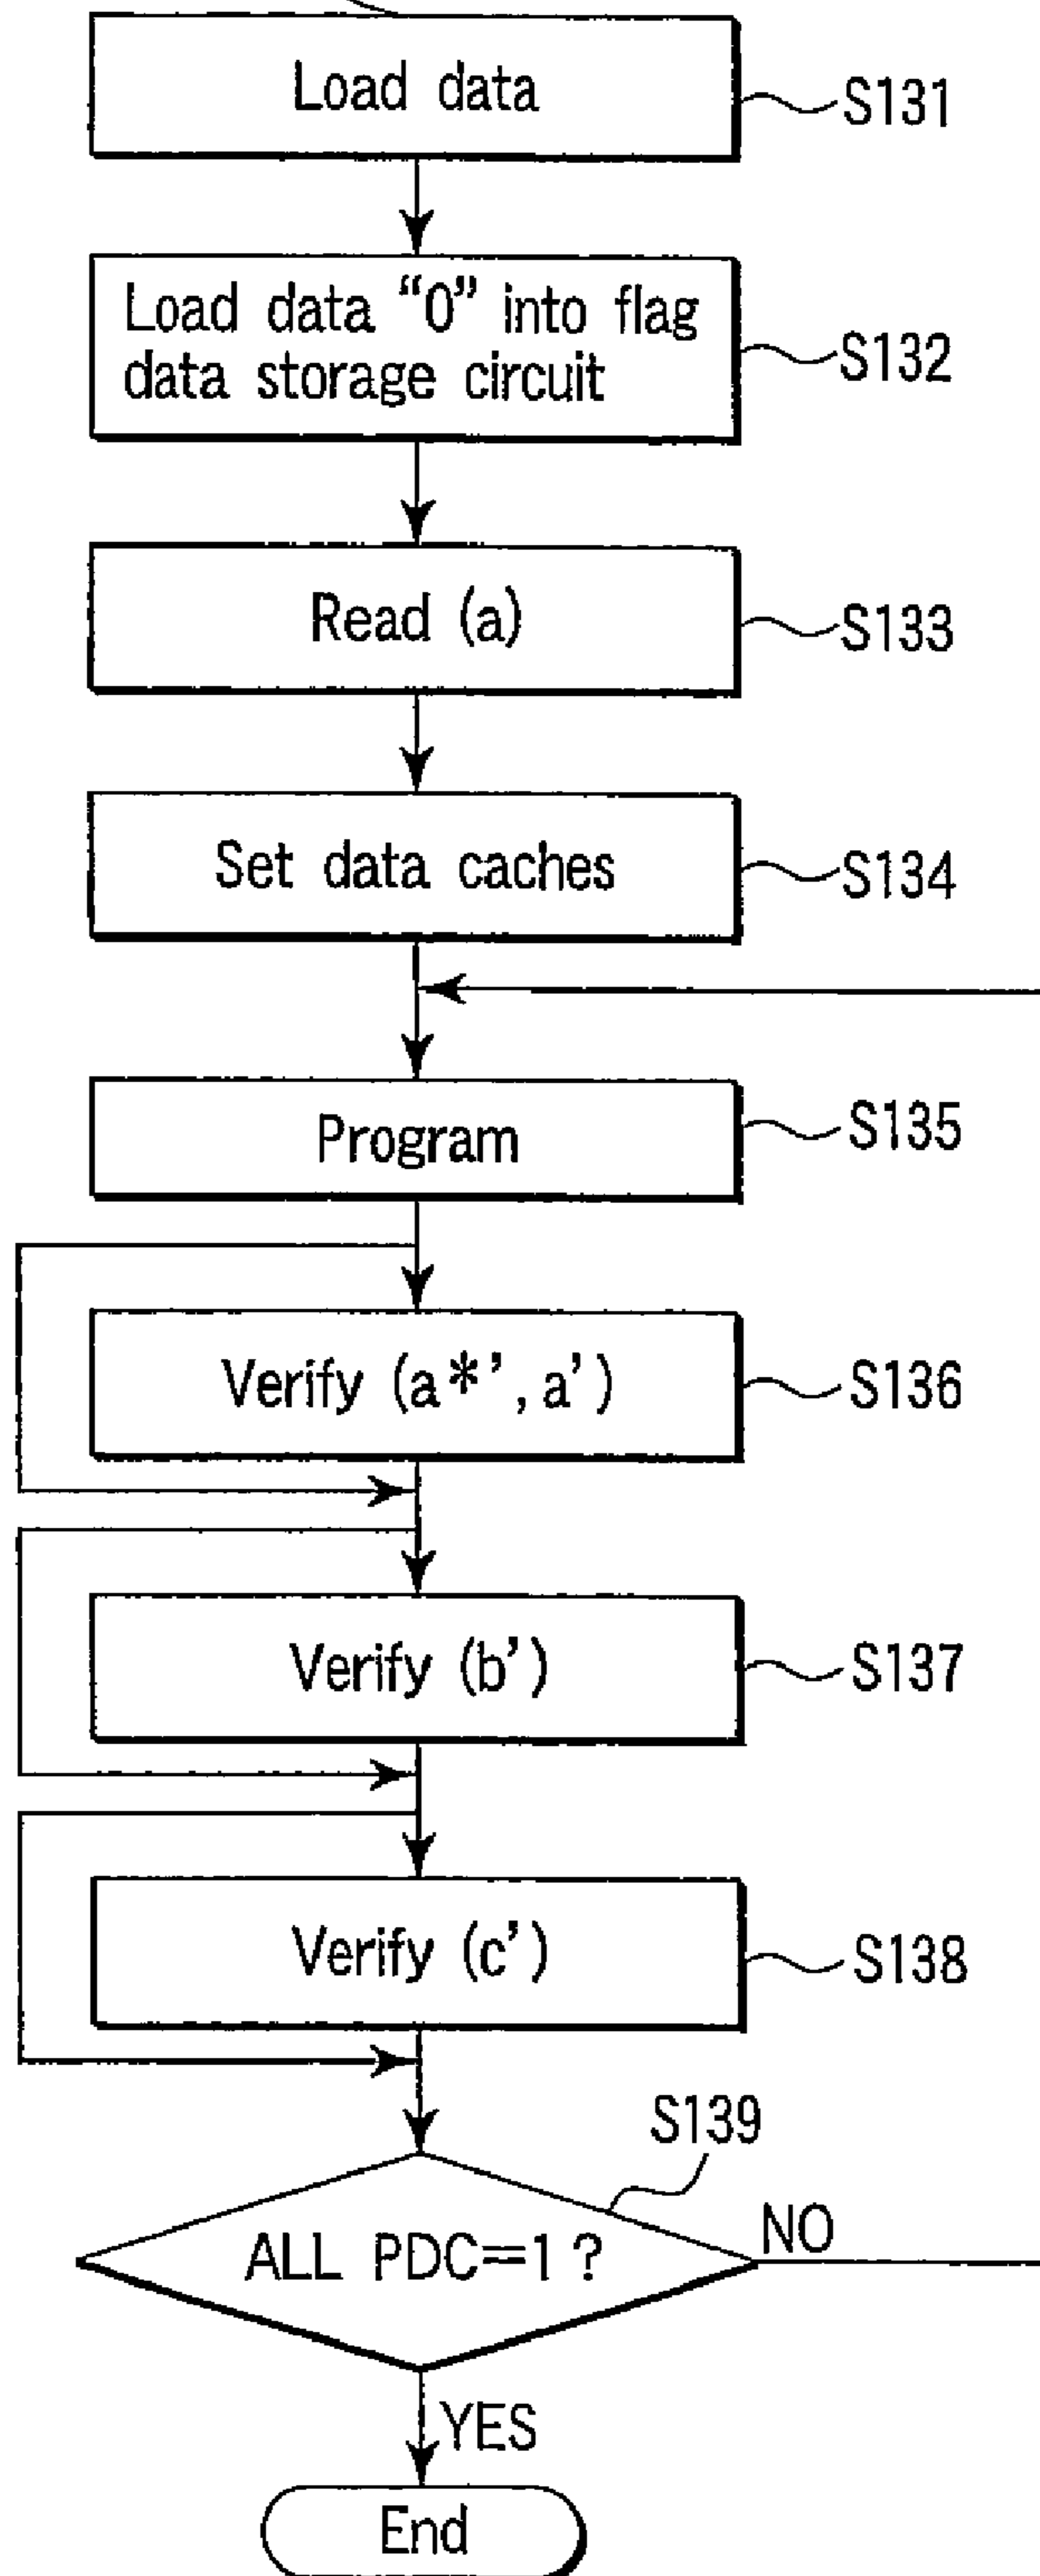 Load data
S131
Load data “0” into flag
data storage circuit
S132
Read (a)
S133
Set data caches
S134
Program
S135
Verify (a*’, a’)
S136
Verify (b’)
S137
Verify (c’)
S138
S139
ALL PDC=1?
NO
YES
End